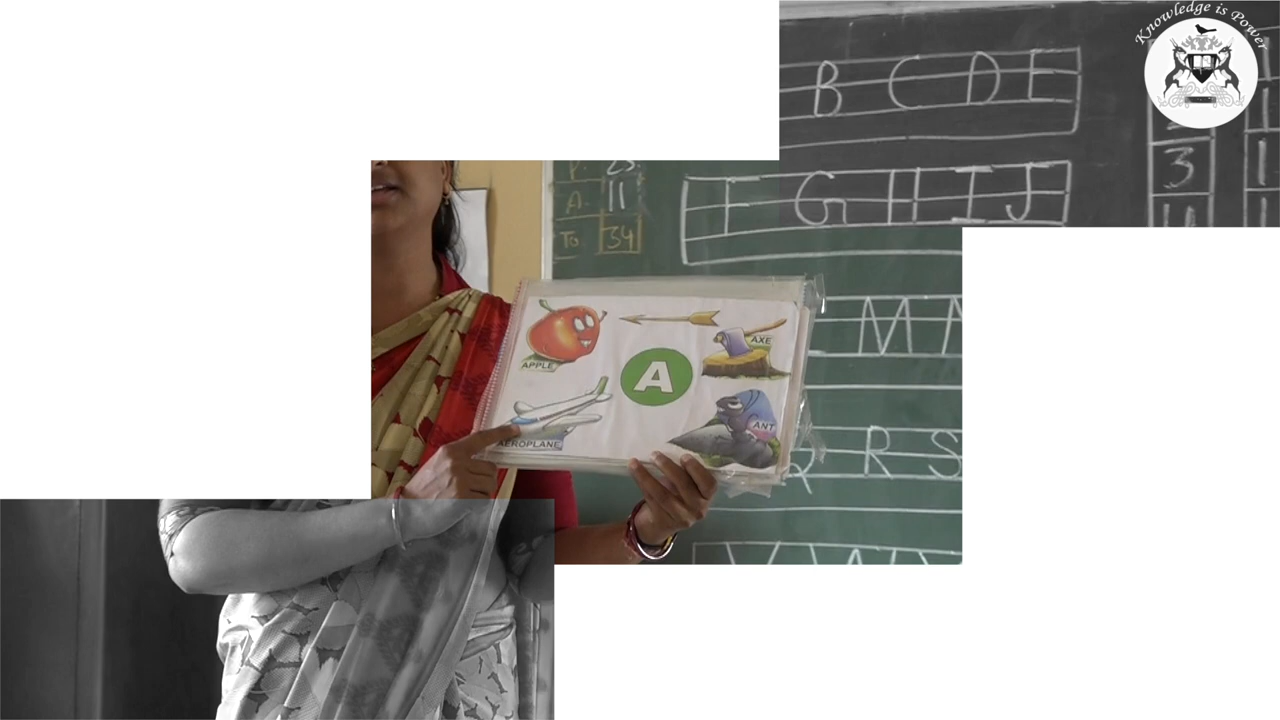 Knowledge is Power
B C D E
3
F G H I J
P. 23
A. 11
To 34
M
APPLE
AXE
A
AEROPLANE
ANT
R S
V W